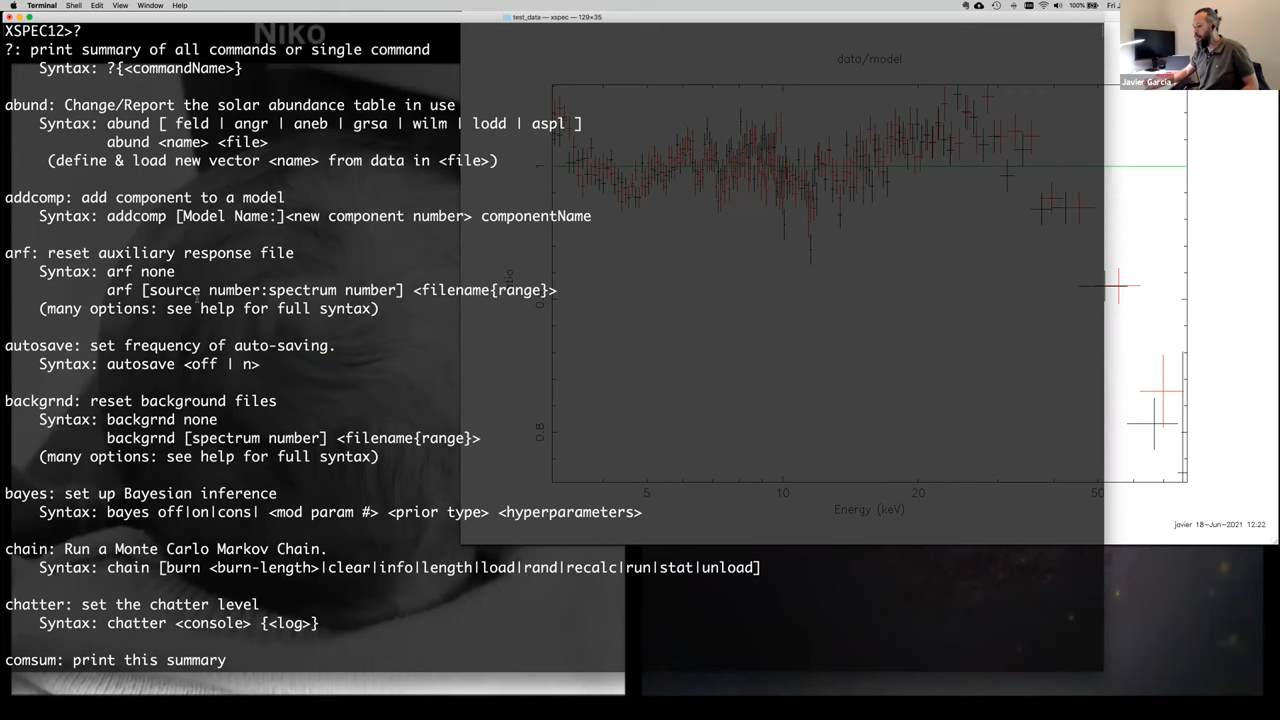 Terminal Shell Edit View Window Help
100%
Fri J
test_data — xspec — 129×35
Niko
Javier Garcia
XSPEC12>?
?: print summary of all commands or single command
Syntax: ?{<commandName>}
abund: Change/Report the solar abundance table in use
Syntax: abund [ feld | angr | aneb | grsa | wilm | lodd | aspl ]
abund <name> <file>
(define & load new vector <name> from data in <file>)
addcomp: add component to a model
Syntax: addcomp [Model Name:]<new component number> componentName
arf: reset auxiliary response file
Syntax: arf none
arf [source number:spectrum number] <filename{range}>
(many options: see help for full syntax)
autosave: set frequency of auto-saving.
Syntax: autosave <off | n>
backgrnd: reset background files
Syntax: backgrnd none
backgrnd [spectrum number] <filename{range}>
(many options: see help for full syntax)
bayes: set up Bayesian inference
Syntax: bayes off|on|cons| <mod param #> <prior type> <hyperparameters>
chain: Run a Monte Carlo Markov Chain.
Syntax: chain [burn <burn-length>|clear|info|length|load|rand|recalc|run|stat|unload]
chatter: set the chatter level
Syntax: chatter <console> {<log>}
comsum: print this summary
data/model
1
0.8
5 10 20 50
Energy (keV)
javier 18-Jun-2021 12:22